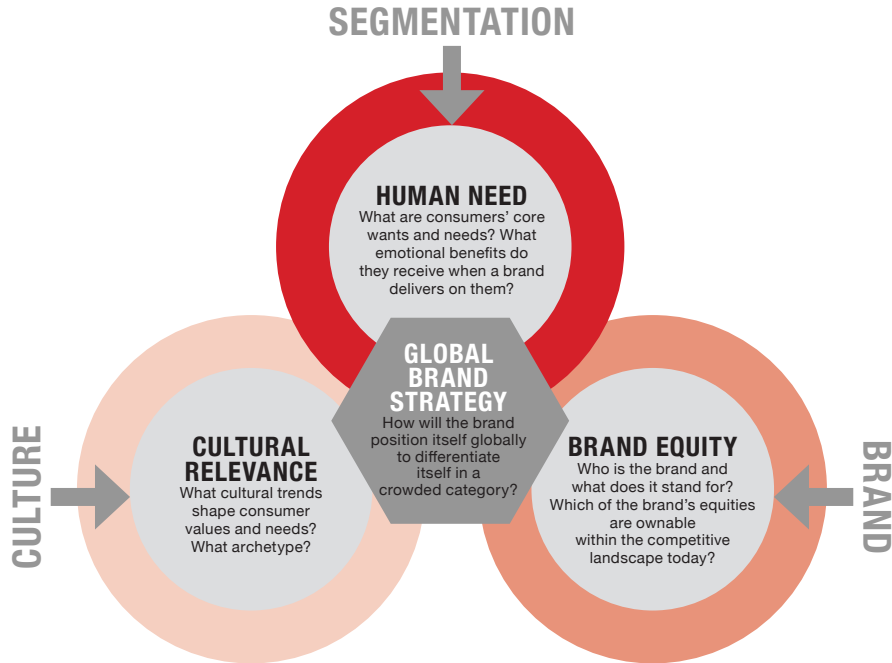 SEGMENTATION
HUMAN NEED
What are consumers’ core
wants and needs? What
emotional benefits do
they receive when a brand
delivers on them?
GLOBAL
BRAND
STRATEGY
How will the brand
position itself globally
to differentiate
itself in a
crowded category?
CULTURE
CULTURAL
RELEVANCE
What cultural trends
shape consumer
values and needs?
What archetype?
BRAND EQUITY
Who is the brand and
what does it stand for?
Which of the brand’s equities
are ownable
within the competitive
landscape today?
BRAND